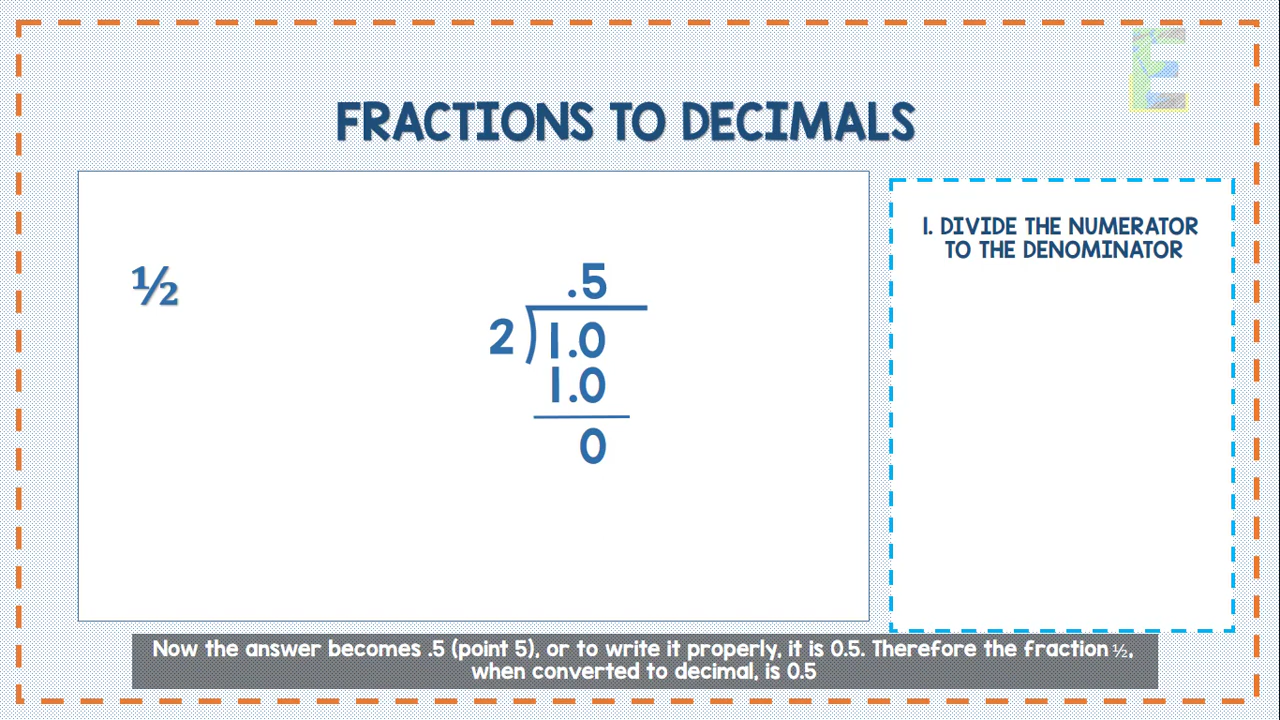 E
FRACTIONS TO DECIMALS
1. DIVIDE THE NUMERATOR
TO THE DENOMINATOR
½
.5
2 1.0
1.0
0
Now the answer becomes .5 (point 5), or to write it properly, it is 0.5. Therefore the fraction ½,
when converted to decimal, is 0.5